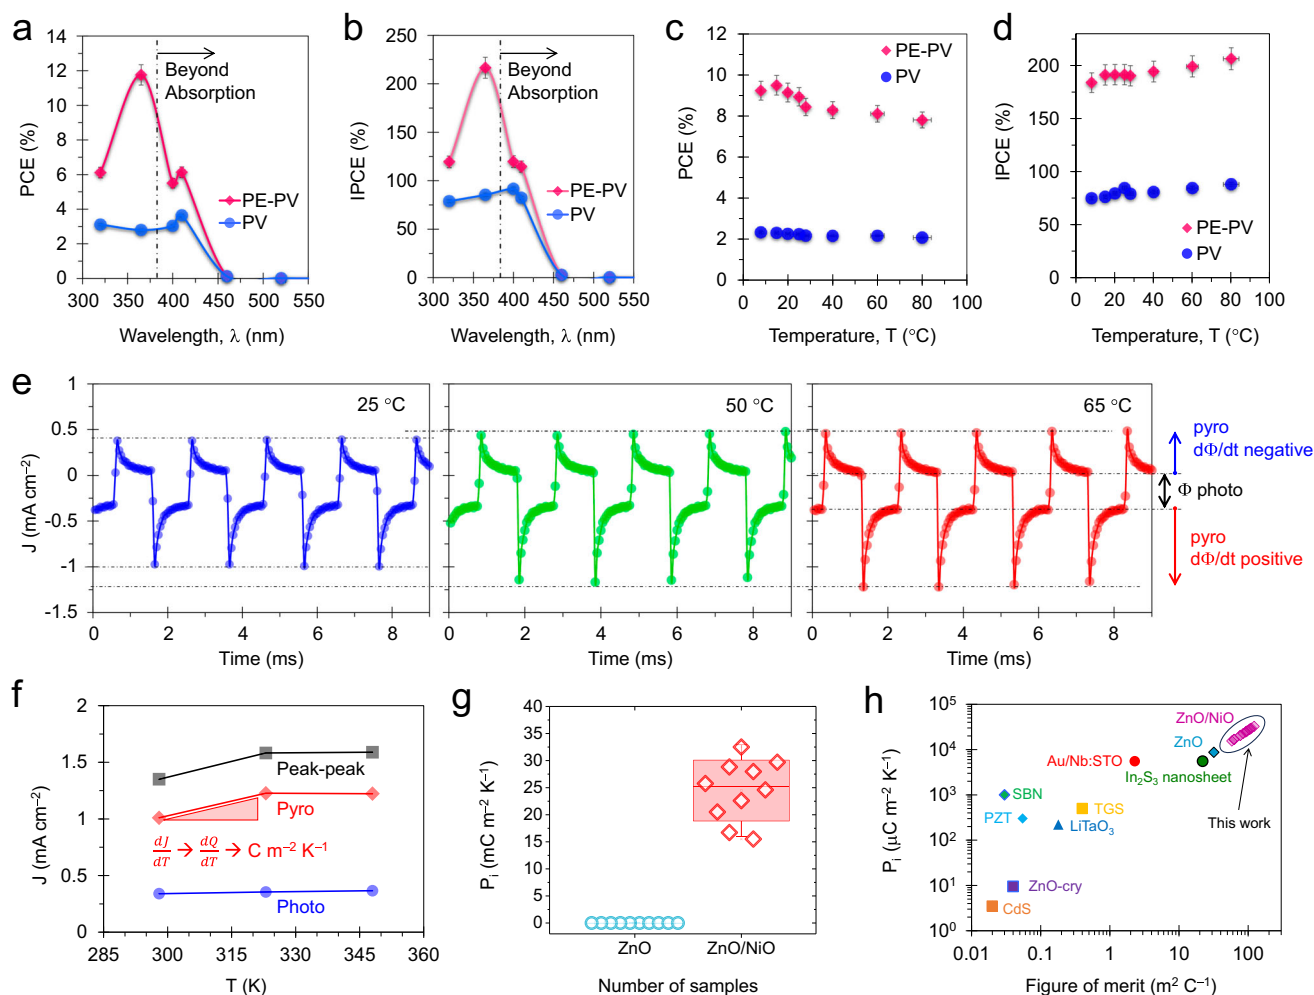 a
14
12
10
8
6
4
2
0
PCE (%)
Beyond
Absorption
PE-PV
PV
300 350 400 450 500 550
Wavelength, λ (nm)
b
250
200
150
100
50
0
IPCE (%)
Beyond
Absorption
PE-PV
PV
300 350 400 450 500 550
Wavelength, λ (nm)
c
12
10
8
6
4
2
0
PCE (%)
PE-PV
PV
0 20 40 60 80 100
Temperature, T (°C)
d
200
150
100
50
0
IPCE (%)
PE-PV
PV
0 20 40 60 80 100
Temperature, T (°C)
e
1
0.5
0
-0.5
-1
-1.5
J (mA cm⁻²)
25 °C
0 2 4 6 8
Time (ms)
50 °C
0 2 4 6 8
Time (ms)
65 °C
0 2 4 6 8
Time (ms)
pyro
dΦ/dt negative
Φ photo
pyro
dΦ/dt positive
f
2
1.5
1
0.5
0
J (mA cm⁻²)
Peak-peak
Pyro
dJ/dT → dQ/dT → C m⁻² K⁻¹
Photo
285 300 315 330 345 360
T (K)
g
40
35
30
25
20
15
10
5
0
Pᵢ (mC m⁻² K⁻¹)
ZnO ZnO/NiO
Number of samples
h
10⁵
10⁴
10³
10²
10¹
10⁰
Pᵢ (μC m⁻² K⁻¹)
ZnO/NiO
ZnO
Au/Nb:STO
In₂S₃ nanosheet
SBN
PZT
TGS
LiTaO₃
This work
ZnO-cry
CdS
0.01 0.1 1 10 100
Figure of merit (m² C⁻¹)